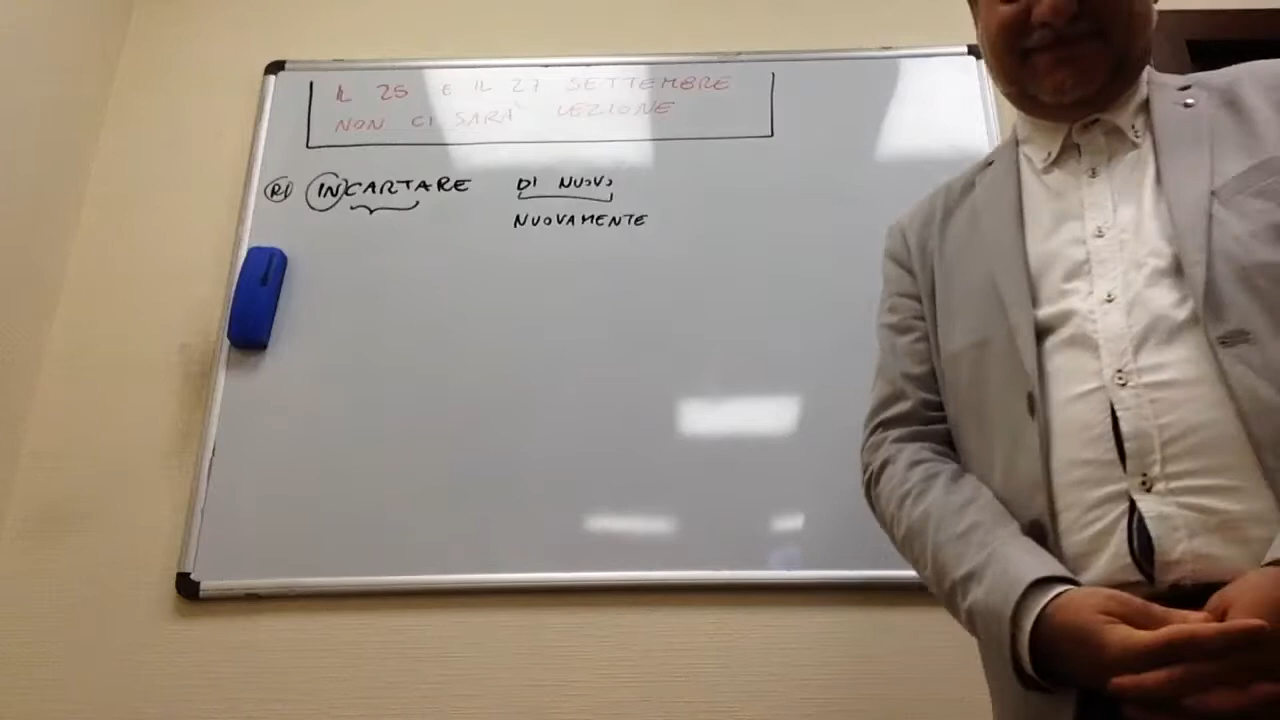 IL 25 E IL 27 SETTEMBRE
NON CI SARÀ LEZIONE
RI INCARTARE DI NUOVO
NUOVAMENTE